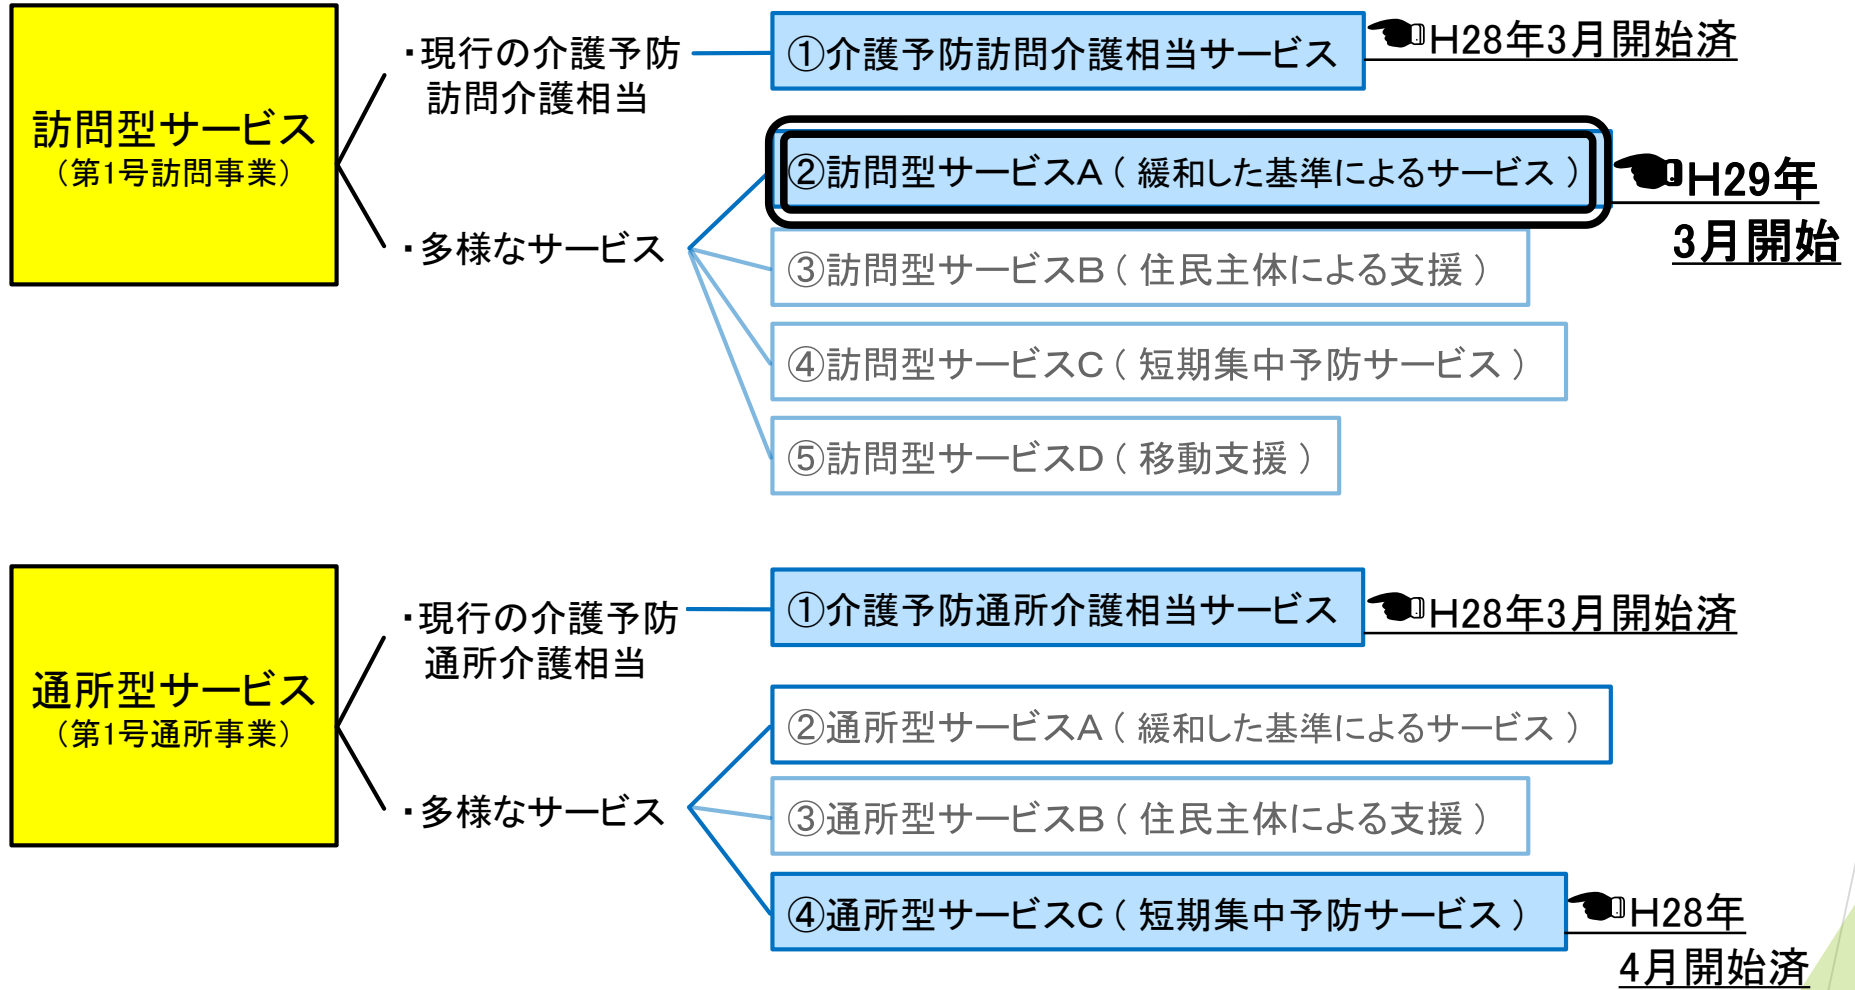 訪問型サービス
（第1号訪問事業）
・現行の介護予防
訪問介護相当
①介護予防訪問介護相当サービス
H28年3月開始済
・多様なサービス
②訪問型サービスA（緩和した基準によるサービス）
H29年
3月開始
③訪問型サービスB（住民主体による支援）
④訪問型サービスC（短期集中予防サービス）
⑤訪問型サービスD（移動支援）
通所型サービス
（第1号通所事業）
・現行の介護予防
通所介護相当
①介護予防通所介護相当サービス
H28年3月開始済
・多様なサービス
②通所型サービスA（緩和した基準によるサービス）
③通所型サービスB（住民主体による支援）
④通所型サービスC（短期集中予防サービス）
H28年
4月開始済